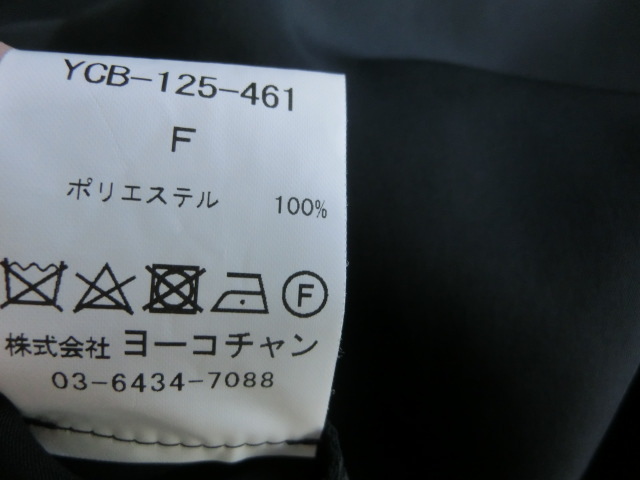 YCB-125-461
F
ポリエステル 100%
F
株式会社 ヨーコチャン
03-6434-7088